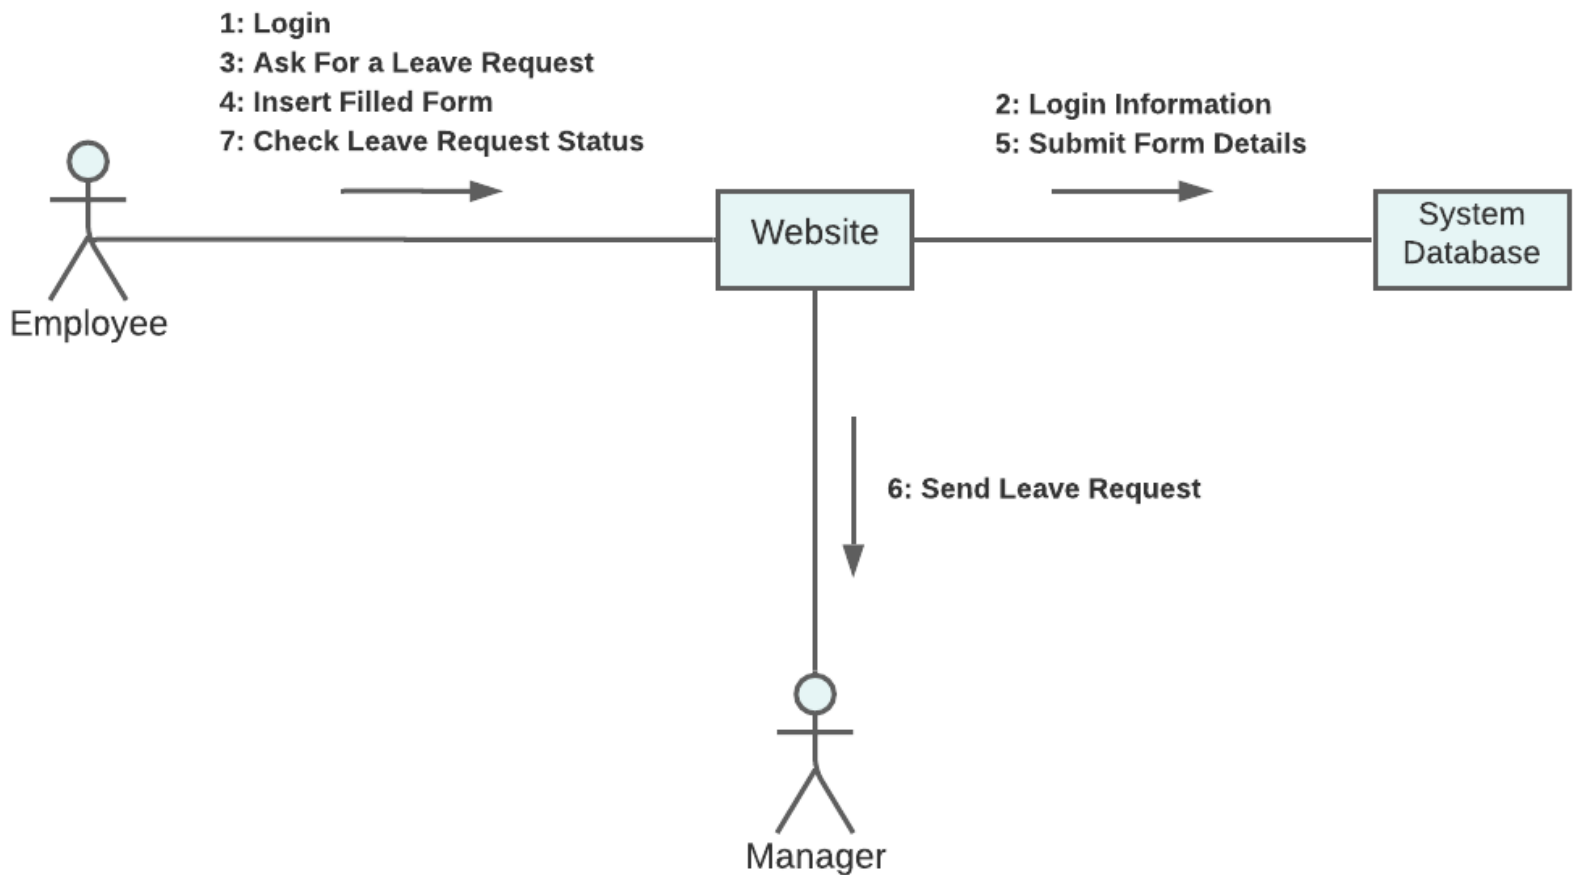 1: Login
3: Ask For a Leave Request
4: Insert Filled Form
7: Check Leave Request Status
2: Login Information
5: Submit Form Details
Employee
Website
System
Database
6: Send Leave Request
Manager